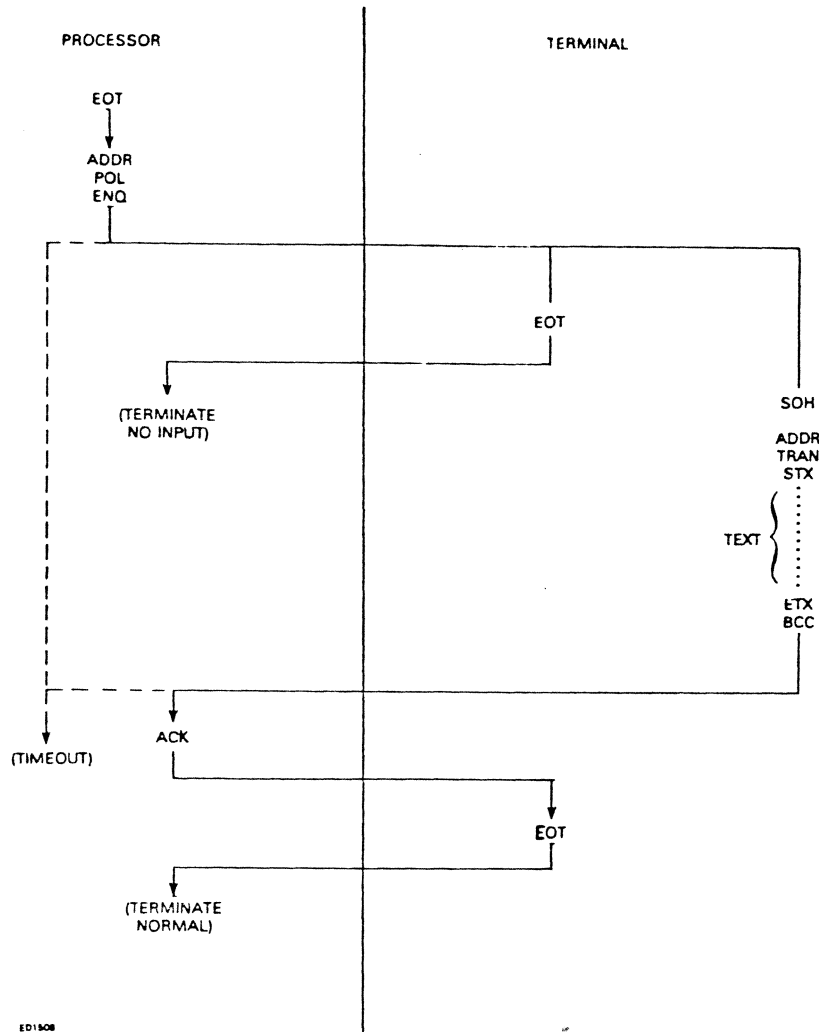 PROCESSOR
TERMINAL
EOT
ADDR
POL
ENQ
EOT
(TERMINATE
NO INPUT)
SOH
ADDR
TRAN
STX
TEXT
ETX
BCC
ACK
(TIMEOUT)
EOT
(TERMINATE
NORMAL)
ED1508